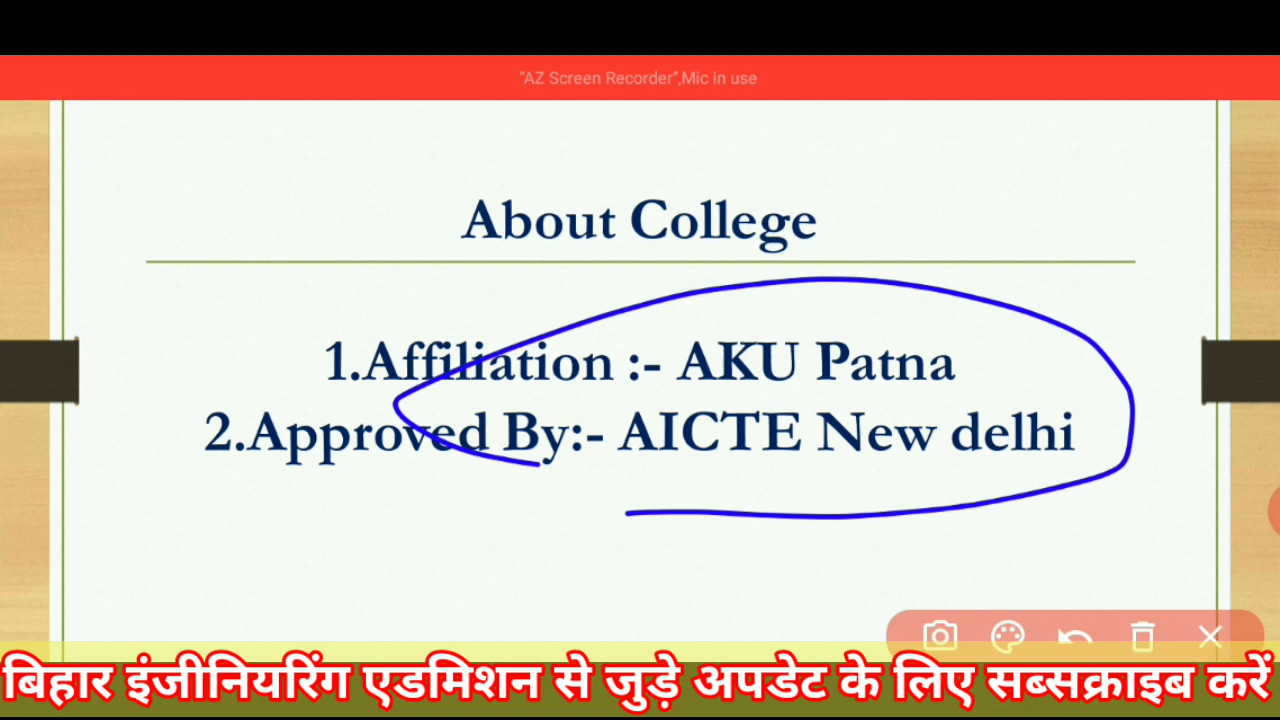 "AZ Screen Recorder",Mic in use
About College
1.Affiliation :- AKU Patna
2.Approved By:- AICTE New delhi
बिहार इंजीनियरिंग एडमिशन से जुड़े अपडेट के लिए सब्सक्राइब करें